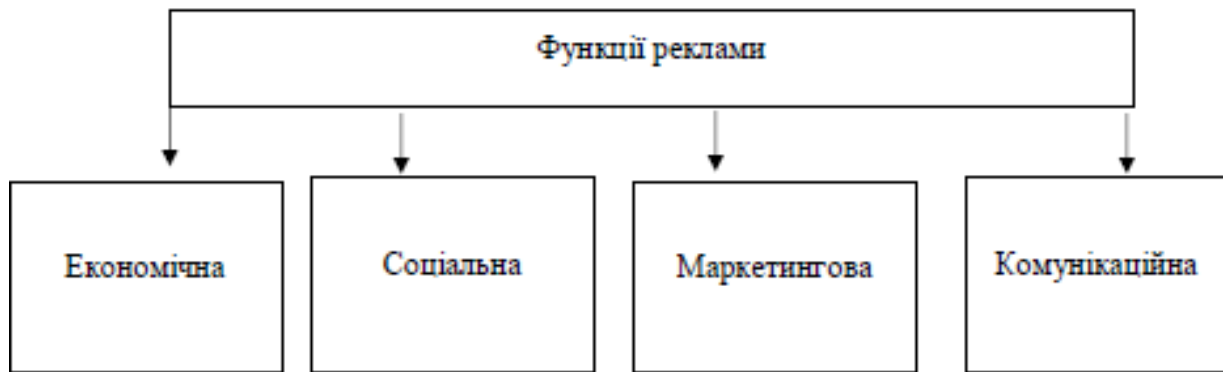 Функції реклами
Економічна
Соціальна
Маркетингова
Комунікаційна